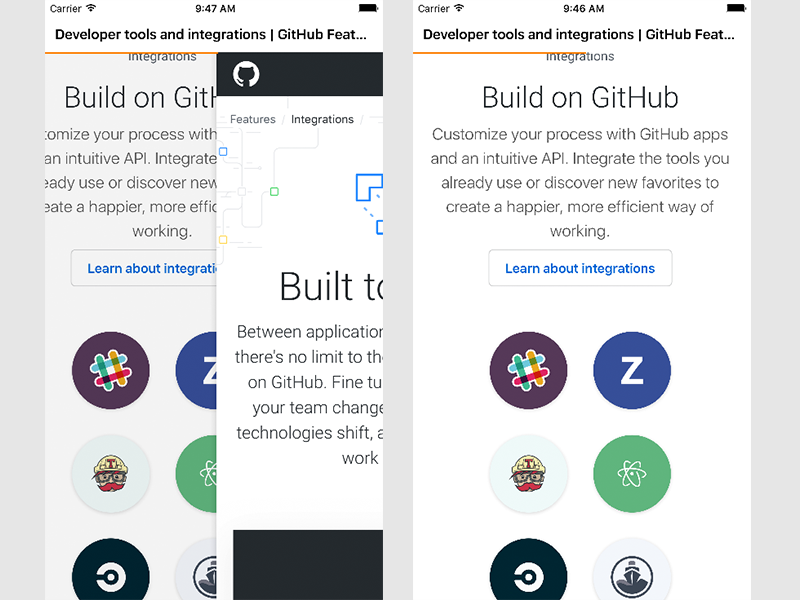 Carrier 9:47 AM
Developer tools and integrations | GitHub Feat...
Integrations
Build on GitH
tomize your process with
an intuitive API. Integrate
eady use or discover new
eate a happier, more effic
working.
Learn about integrati
Z
T
Features / Integrations /
Built to
Between application
there's no limit to the
on GitHub. Fine tu
your team change
technologies shift, a
work
Carrier 9:46 AM
Developer tools and integrations | GitHub Feat...
Integrations
Build on GitHub
Customize your process with GitHub apps
and an intuitive API. Integrate the tools you
already use or discover new favorites to
create a happier, more efficient way of
working.
Learn about integrations
Z
T